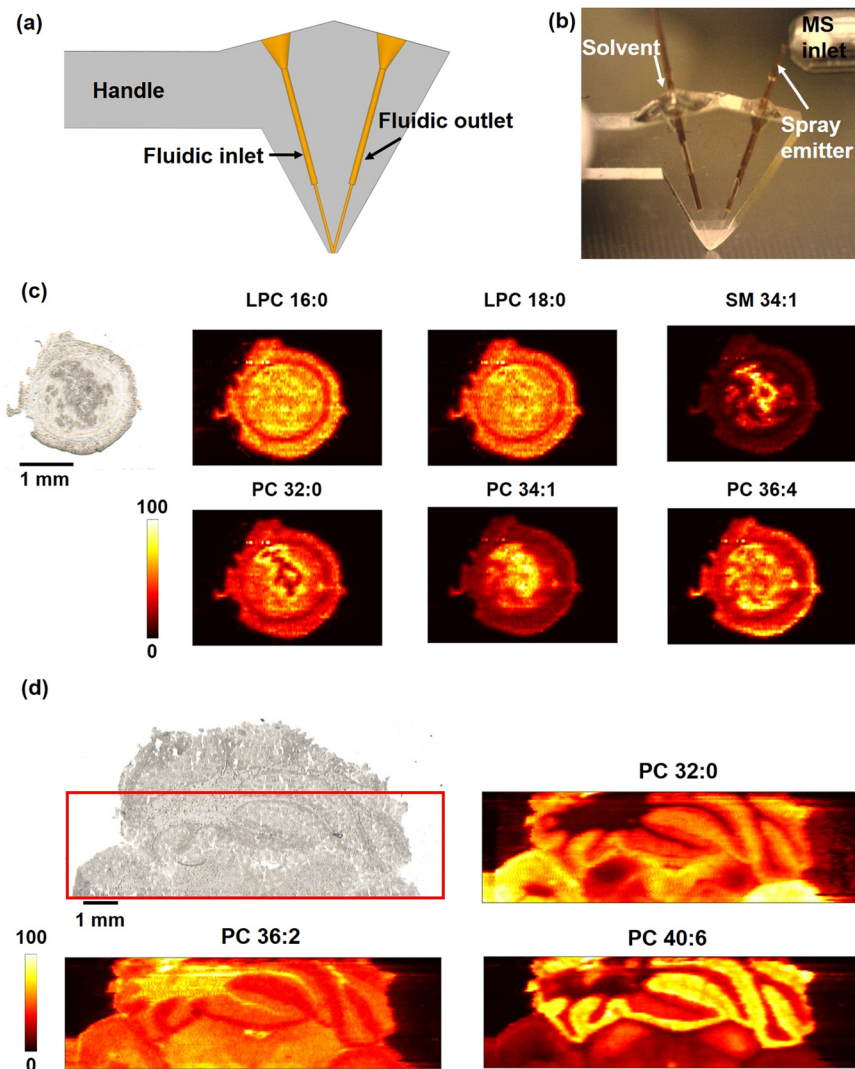 (a)
Handle
Fluidic inlet
Fluidic outlet
(b)
Solvent
MS
inlet
Spray
emitter
(c)
LPC 16:0
LPC 18:0
SM 34:1
1 mm
PC 32:0
PC 34:1
PC 36:4
100
0
(d)
PC 32:0
1 mm
PC 36:2
PC 40:6
100
0